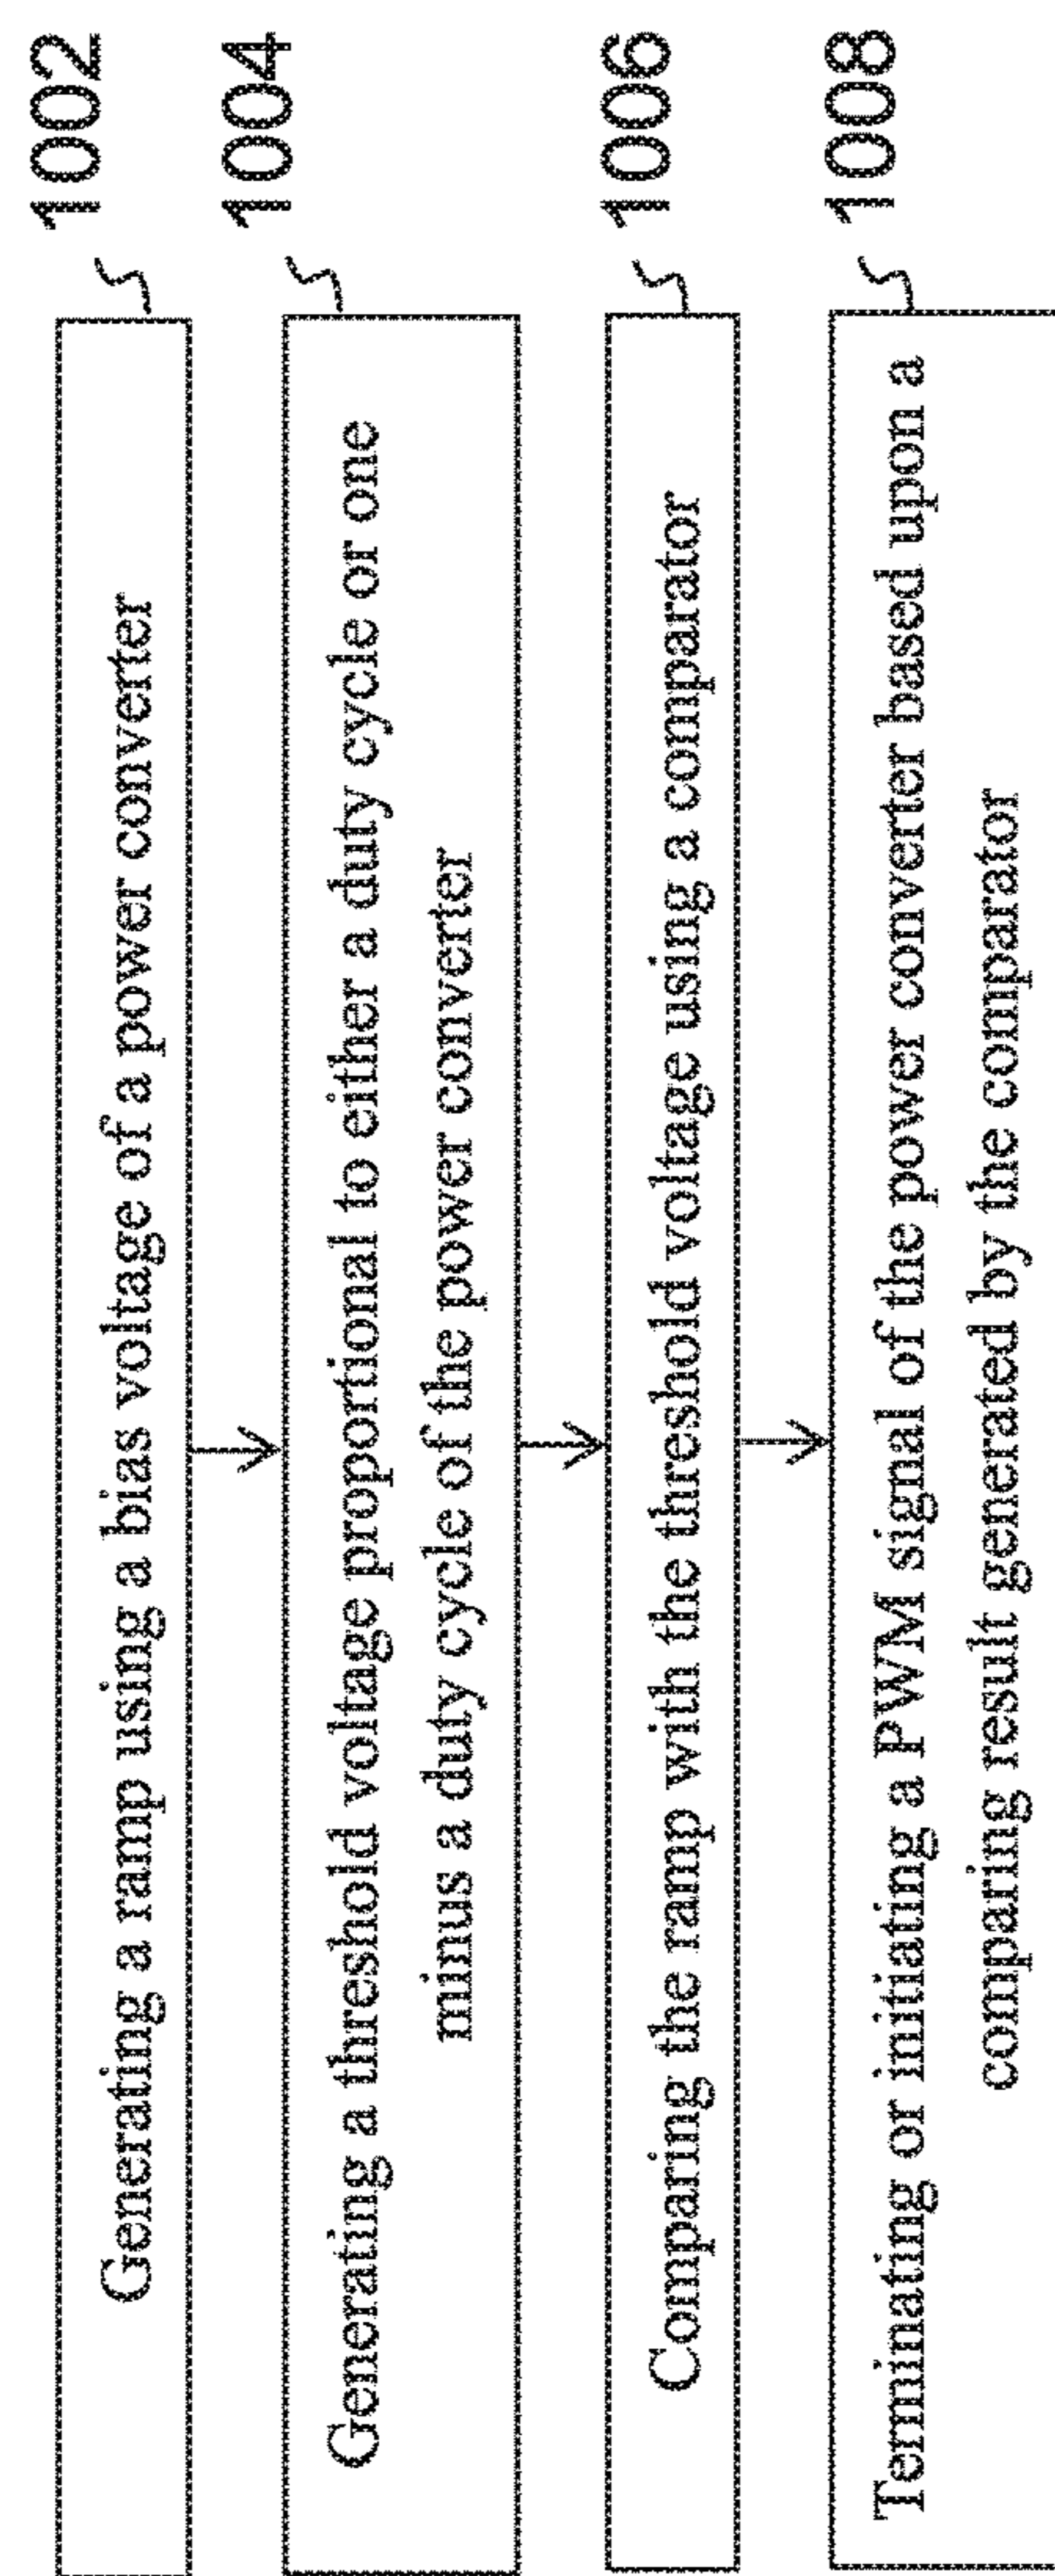 Generating a ramp using a bias voltage of a power converter
1002
Generating a threshold voltage proportional to either a duty cycle or one
minus a duty cycle of the power converter
1004
Comparing the ramp with the threshold voltage using a comparator
1006
Terminating or initiating a PWM signal of the power converter based upon a
comparing result generated by the comparator
1008